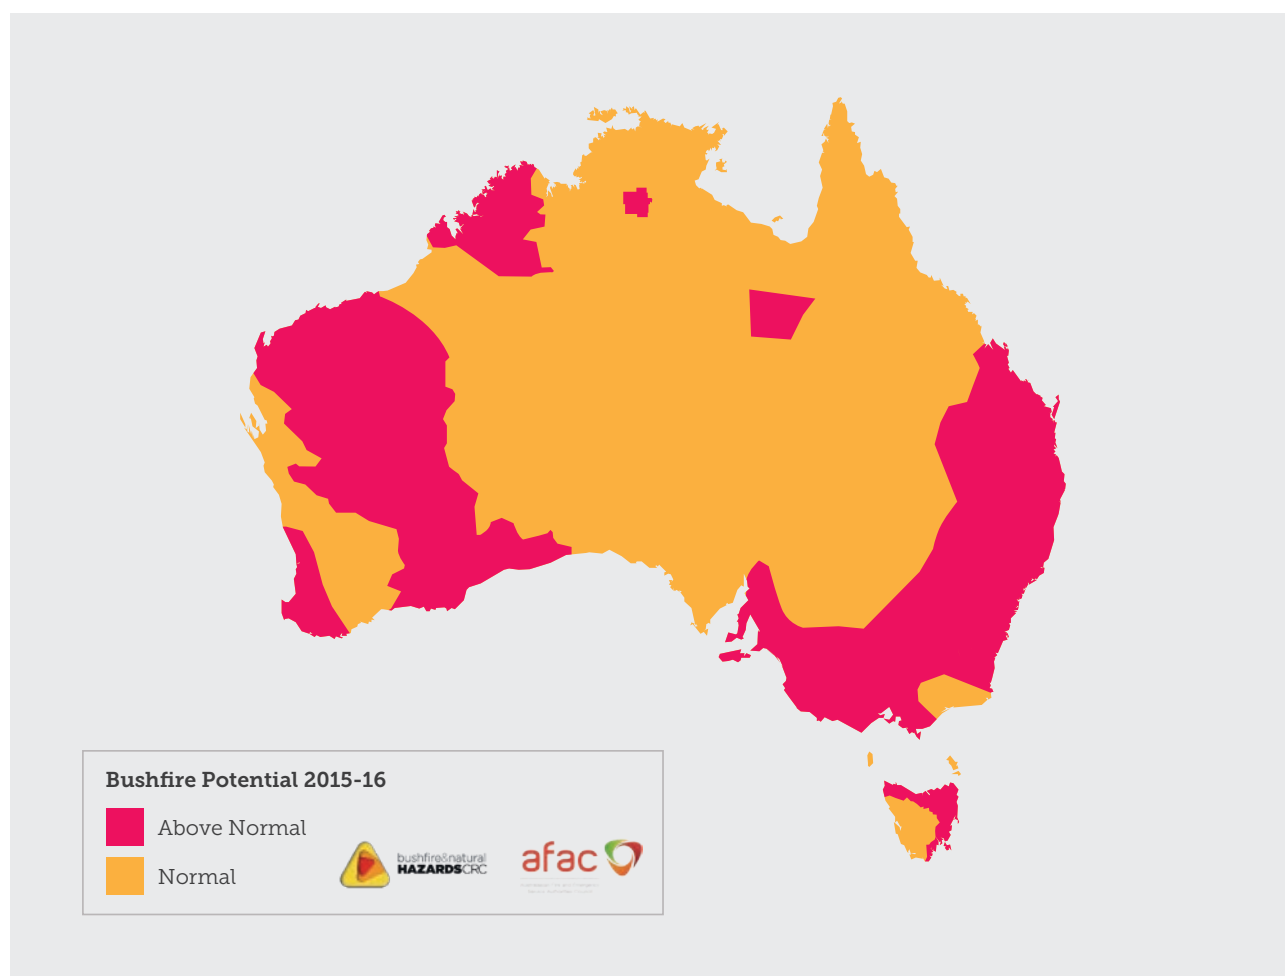 Bushfire Potential 2015-16
Above Normal
Normal
bushfire&natural
HAZARDSCRC
afac